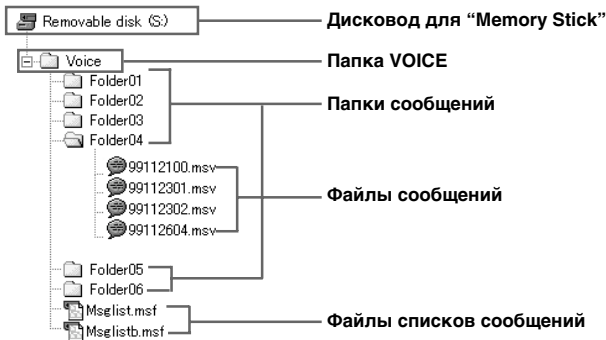 Removable disk (S:)
Дисковод для “Memory Stick”
Voice
Папка VOICE
Folder01
Folder02
Папки сообщений
Folder03
Folder04
99112100.msv
99112301.msv
Файлы сообщений
99112302.msv
99112604.msv
Folder05
Folder06
Msglist.msf
Файлы списков сообщений
Msglistb.msf